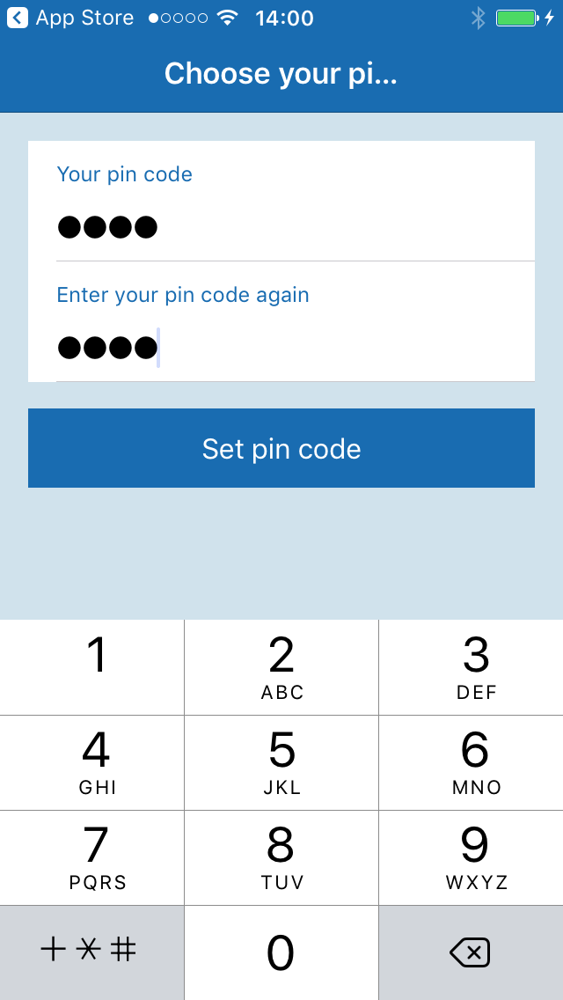 App Store 14:00
Choose your pi...
Your pin code
●●●●
Enter your pin code again
●●●●
Set pin code
1 2 3
ABC DEF
4 5 6
GHI JKL MNO
7 8 9
PQRS TUV WXYZ
+ * # 0